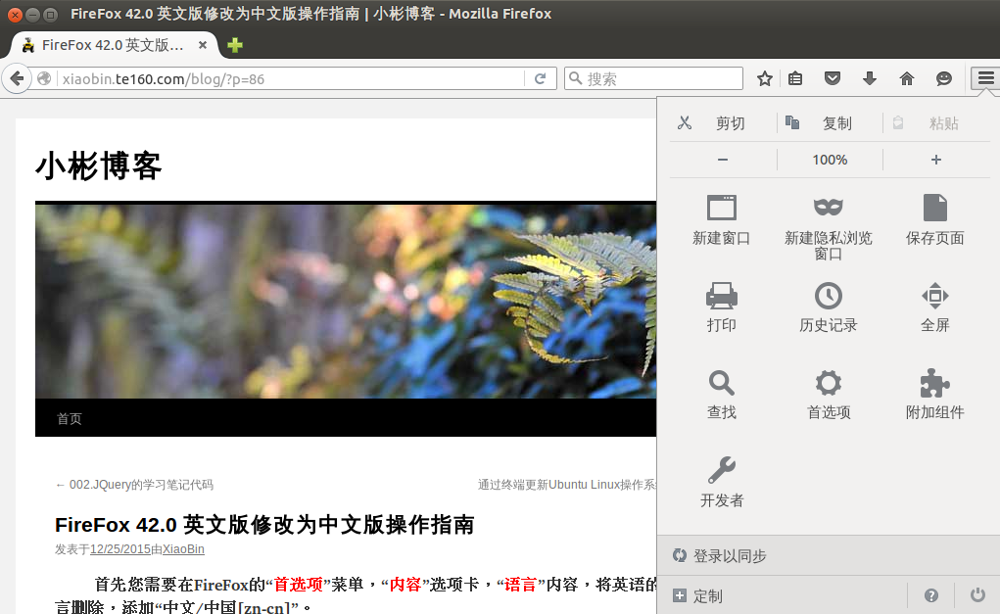 FireFox 42.0 英文版修改为中文版操作指南 | 小彬博客 - Mozilla Firefox
FireFox 42.0 英文版...
xiaobin.te160.com/blog/?p=86
搜索
剪切 复制 粘贴
100%
新建窗口 新建隐私浏览窗口 保存页面
打印 历史记录 全屏
查找 首选项 附加组件
开发者
登录以同步
定制
小彬博客
首页
← 002.JQuery的学习笔记代码
通过终端更新Ubuntu Linux操作系
FireFox 42.0 英文版修改为中文版操作指南
发表于12/25/2015由XiaoBin
首先您需要在FireFox的“首选项”菜单，“内容”选项卡，“语言”内容，将英语的
言删除，添加“中文/中国[zn-cn]”。